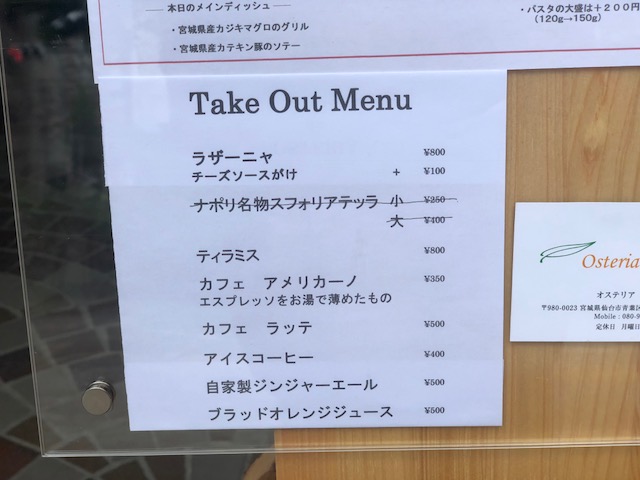 本日のメインディッシュ
・宮城県産カジキマグロのグリル
・宮城県産カテキン豚のソテー
・パスタの大盛は＋２００円
（120g→150g）
Take Out Menu
ラザーニャ ¥800
チーズソースがけ + ¥100
ナポリ名物スフォリアテッラ 小 ¥250
大 ¥400
ティラミス ¥800
カフェ アメリカーノ ¥350
エスプレッソをお湯で薄めたもの
カフェ ラッテ ¥500
アイスコーヒー ¥400
自家製ジンジャーエール ¥500
ブラッドオレンジジュース ¥500
Osteria
オステリア
〒980-0023 宮城県仙台市青葉区
Mobile : 080-9
定休日 月曜日